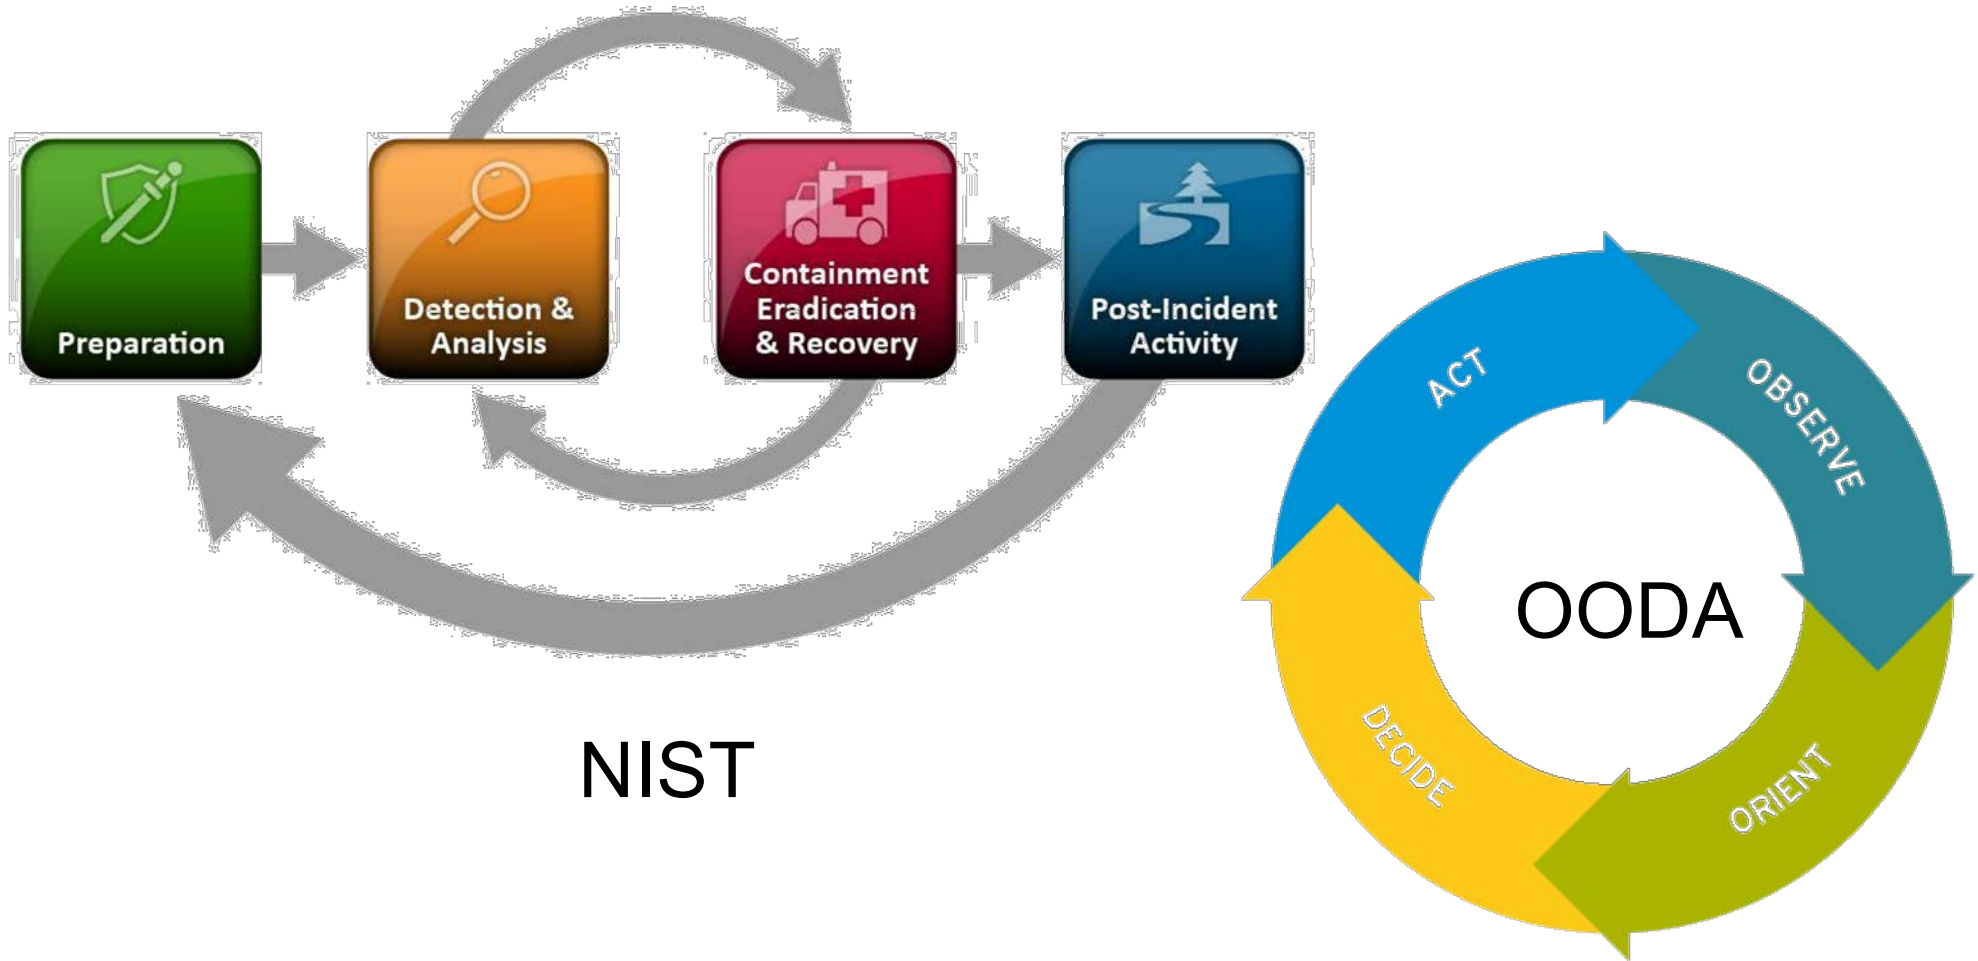 Preparation
Detection &
Analysis
Containment
Eradication
& Recovery
Post-Incident
Activity
NIST
ACT
OBSERVE
ORIENT
DECIDE
OODA